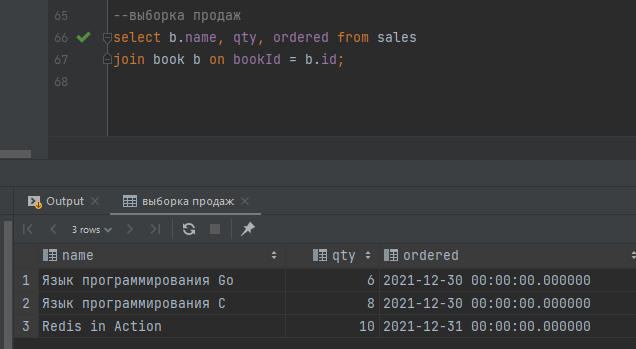 65 --выборка продаж
66 select b.name, qty, ordered from sales
67 join book b on bookId = b.id;
68
Output выборка продаж
3 rows
name qty ordered
1 Язык программирования Go 6 2021-12-30 00:00:00.000000
2 Язык программирования C 8 2021-12-30 00:00:00.000000
3 Redis in Action 10 2021-12-31 00:00:00.000000